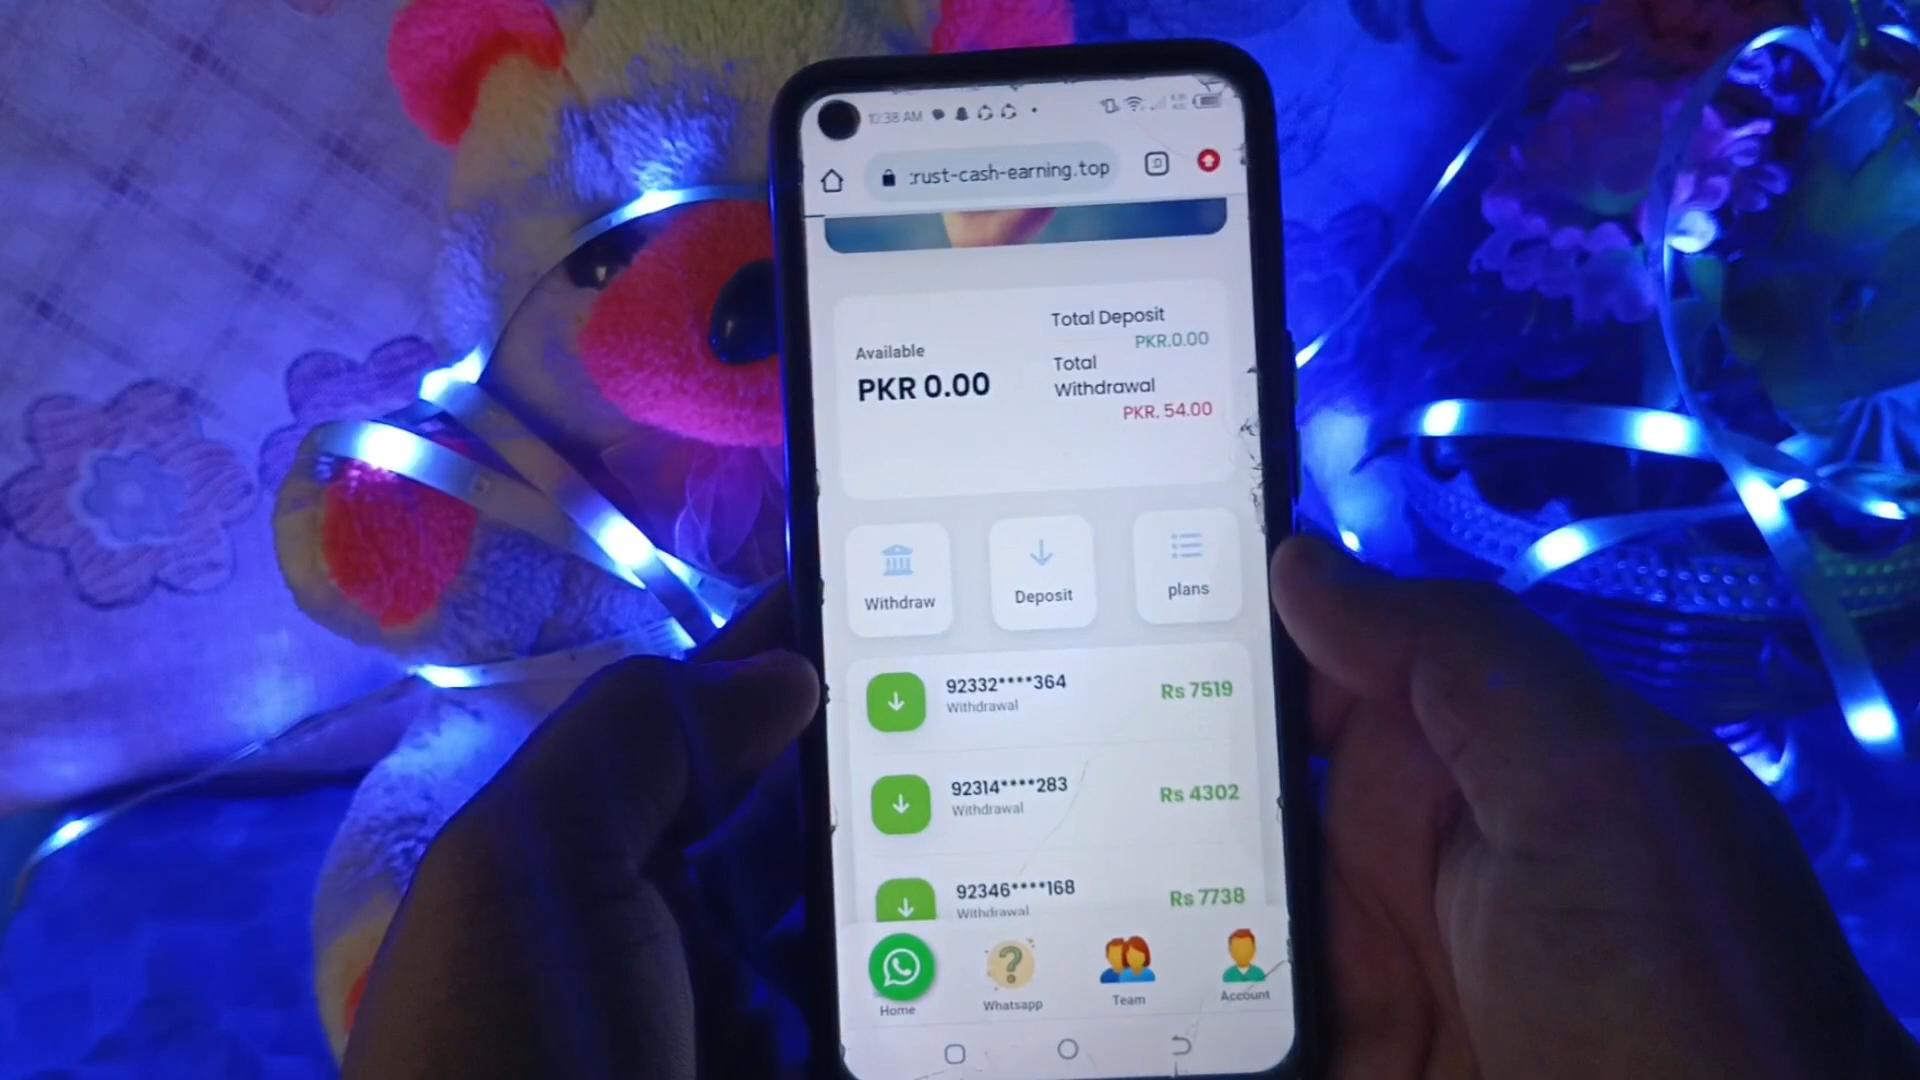 10:38 AM
:rust-cash-earning.top
:D
Available
PKR 0.00
Total Deposit
PKR.0.00
Total
Withdrawal
PKR. 54.00
Withdraw
Deposit
plans
92332****364
Withdrawal
Rs 7519
92314****283
Withdrawal
Rs 4302
92346****168
Withdrawal
Rs 7738
Home
Whatsapp
Team
Account